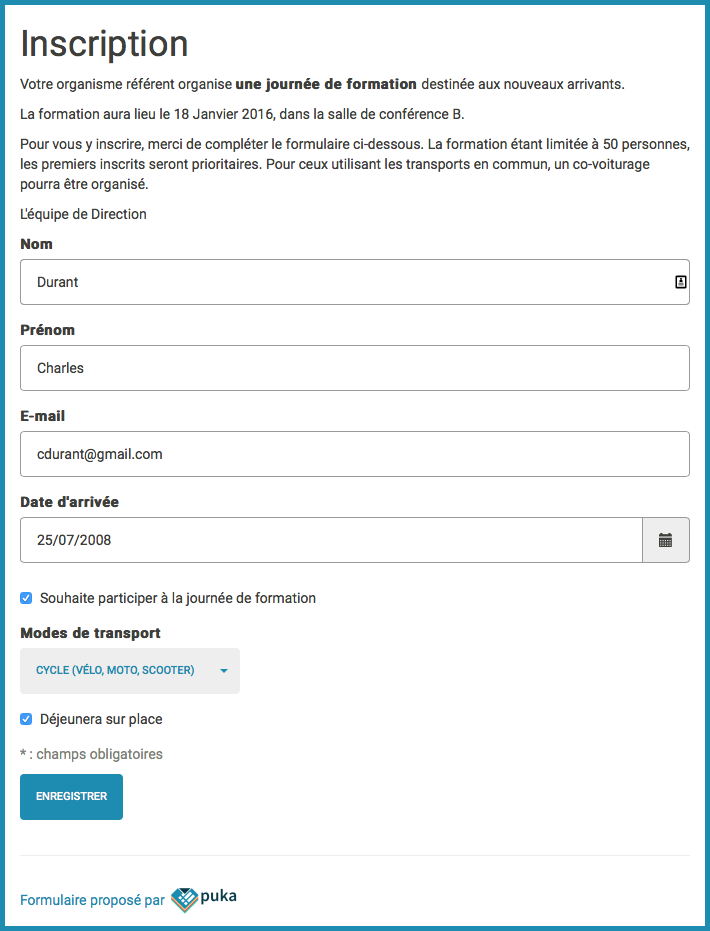 Inscription
Votre organisme référent organise une journée de formation destinée aux nouveaux arrivants.
La formation aura lieu le 18 Janvier 2016, dans la salle de conférence B.
Pour vous y inscrire, merci de compléter le formulaire ci-dessous. La formation étant limitée à 50 personnes,
les premiers inscrits seront prioritaires. Pour ceux utilisant les transports en commun, un co-voiturage
pourra être organisé.
L'équipe de Direction
Nom
Durant
Prénom
Charles
E-mail
cdurant@gmail.com
Date d'arrivée
25/07/2008
Souhaite participer à la journée de formation
Modes de transport
CYCLE (VÉLO, MOTO, SCOOTER)
Déjeunera sur place
* : champs obligatoires
ENREGISTRER
Formulaire proposé par puka